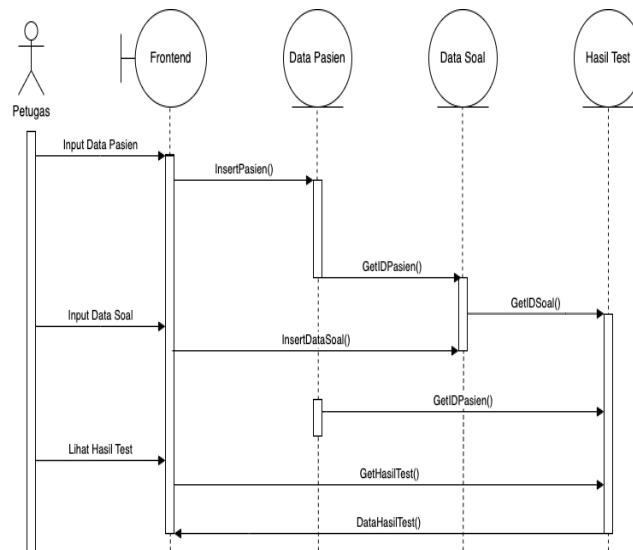 Frontend
Data Pasien
Data Soal
Hasil Test
Petugas
Input Data Pasien
InsertPasien()
GetIDPasien()
GetIDSoal()
Input Data Soal
InsertDataSoal()
GetIDPasien()
Lihat Hasil Test
GetHasilTest()
DataHasilTest()